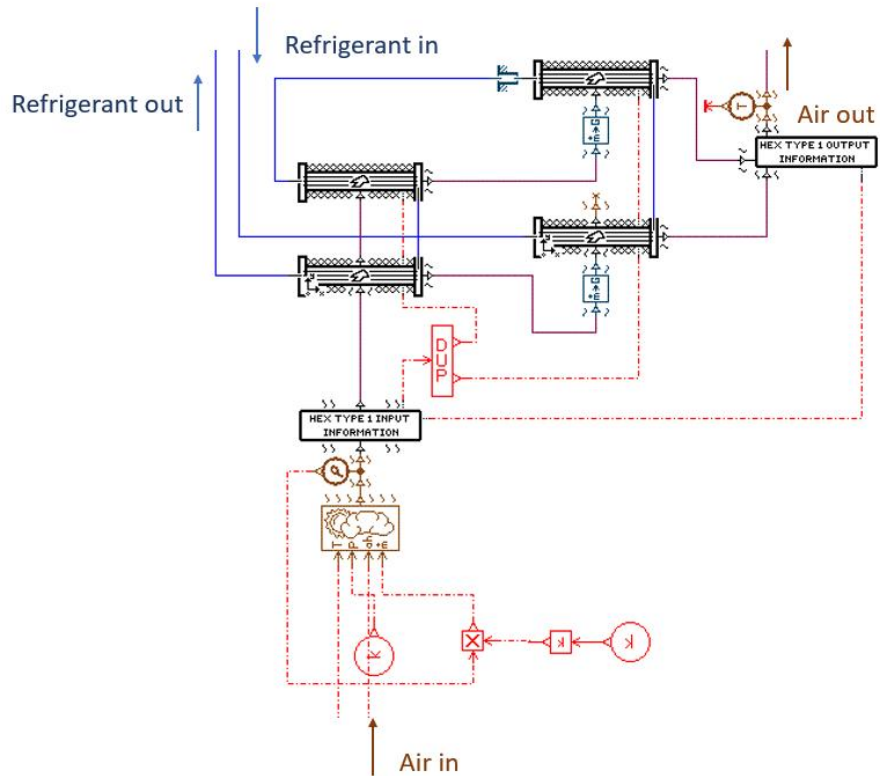 Refrigerant in
Refrigerant out
Air out
T
HEX TYPE 1 OUTPUT
INFORMATION
ṁ G
x
y
x
y
x
ṁ G
DUP
HEX TYPE 1 INPUT
INFORMATION
T
P
ah
ṁ
K
X
K
K
Air in